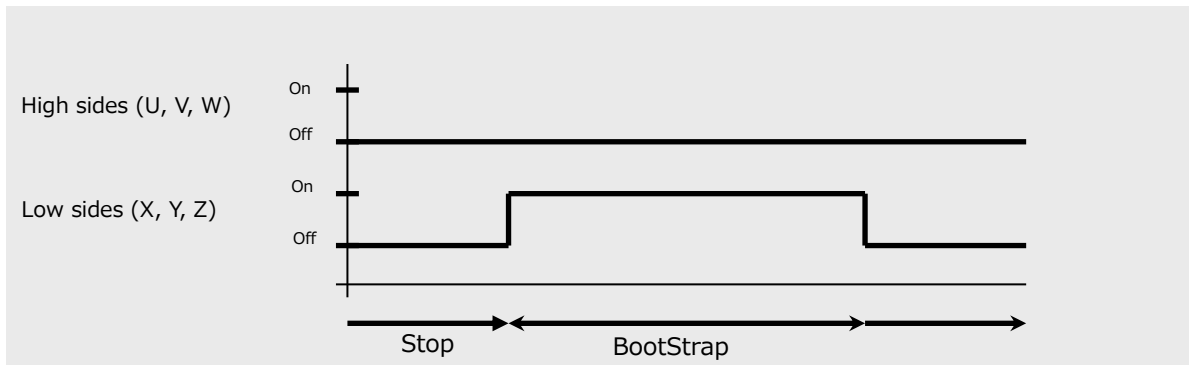 On
High sides (U, V, W)
Off
On
Low sides (X, Y, Z)
Off
Stop
BootStrap